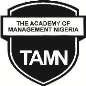 THE ACADEMY OF
MANAGEMENT NIGERIA
TAMN